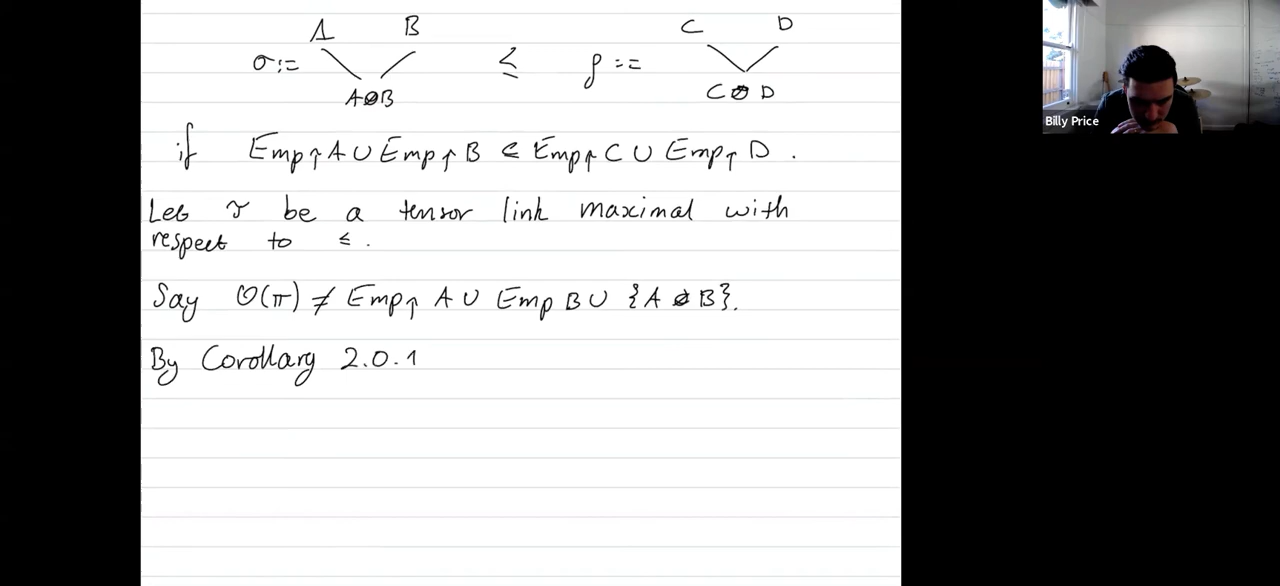 A B C D
σ := ≤ ρ :=
A⊗B C⊗D
if Emp↑A ∪ Emp↑B ⊆ Emp↑C ∪ Emp↑D .
Let τ be a tensor link maximal with
respect to ≤ .
Say O(π) ≠ Emp↑ A ∪ Emp B ∪ {A ⊗ B}.
By Corollary 2.0.1
Billy Price